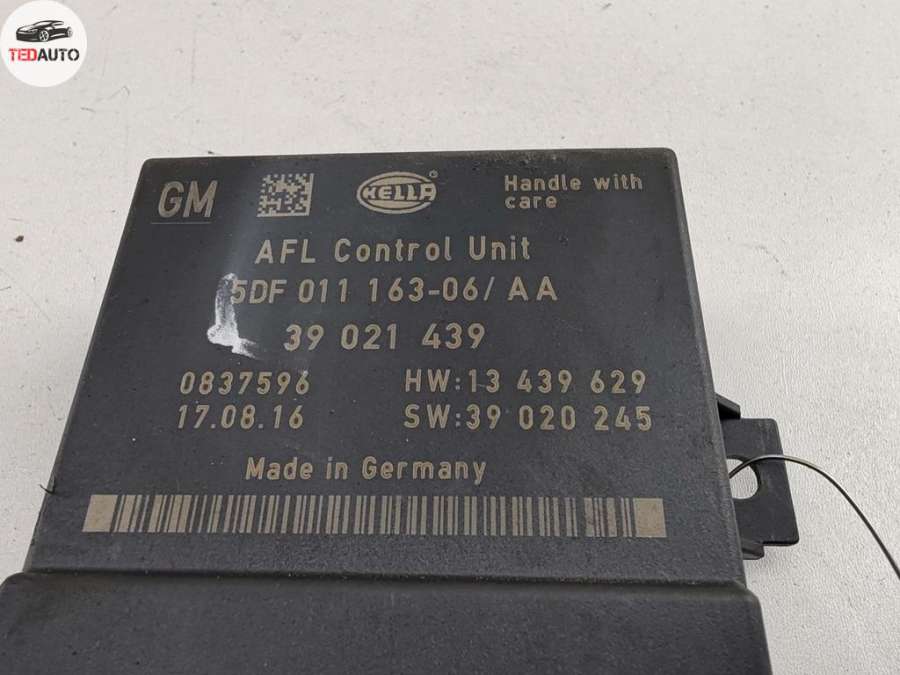 TEDAUTO
GM
HELLA
®
Handle with
care
AFL Control Unit
5DF 011 163-06/AA
39 021 439
0837596
HW:13 439 629
17.08.16
SW:39 020 245
Made in Germany